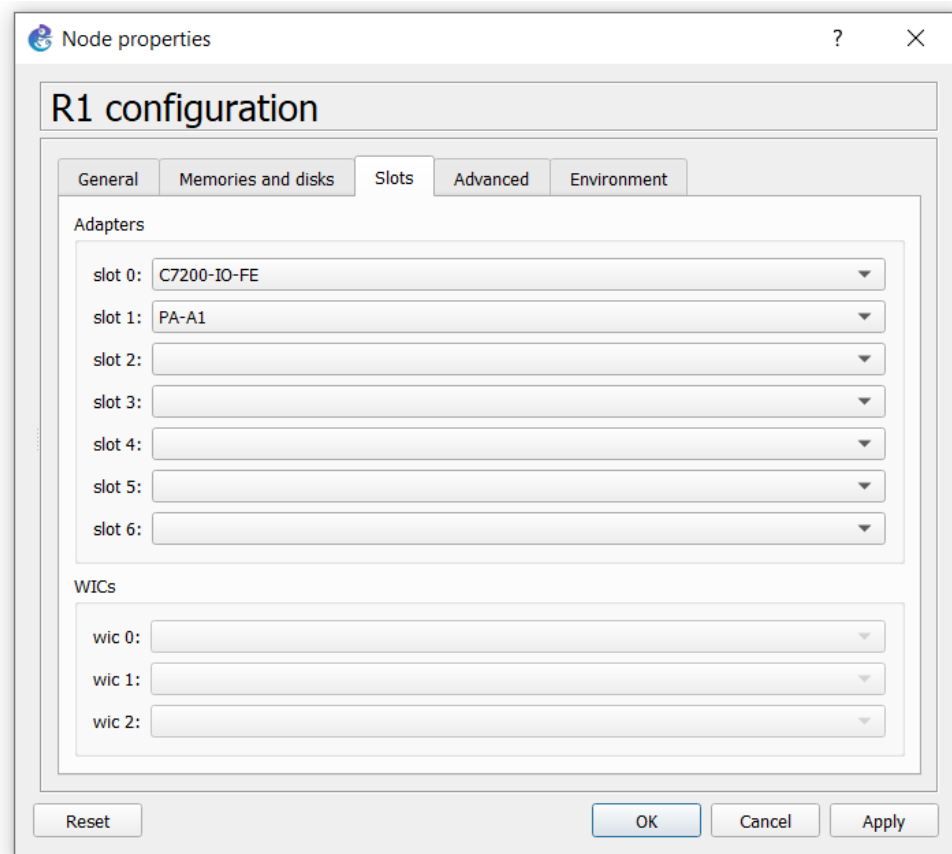 Node properties
?
R1 configuration
General Memories and disks Slots Advanced Environment
Adapters
slot 0: C7200-IO-FE
slot 1: PA-A1
slot 2:
slot 3:
slot 4:
slot 5:
slot 6:
WICs
wic 0:
wic 1:
wic 2:
Reset OK Cancel Apply